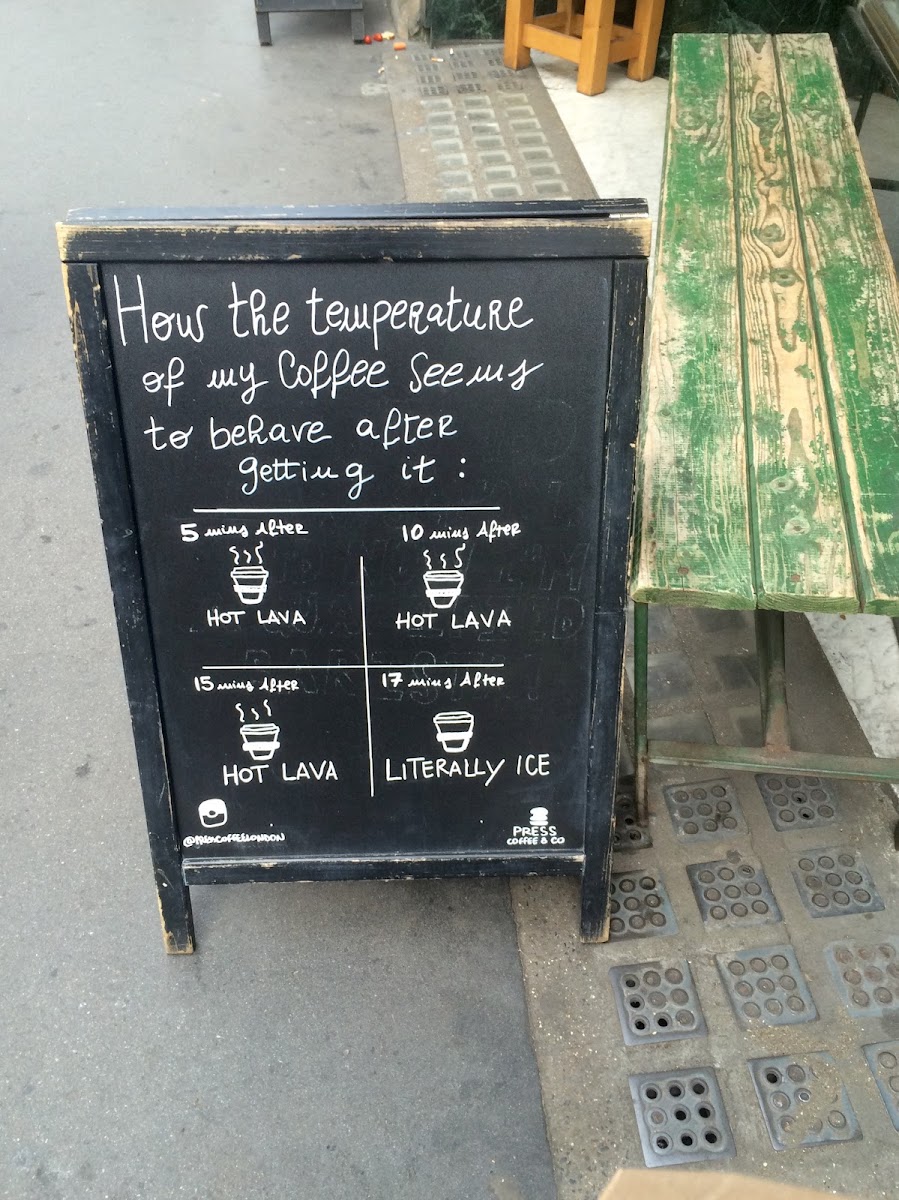 How the temperature
of my Coffee Seems
to behave after
getting it :
5 mins After
10 mins After
HOT LAVA
HOT LAVA
15 mins After
17 mins After
HOT LAVA
LITERALLY ICE
@PRESSCOFFEELONDON
PRESS
COFFEE & CO